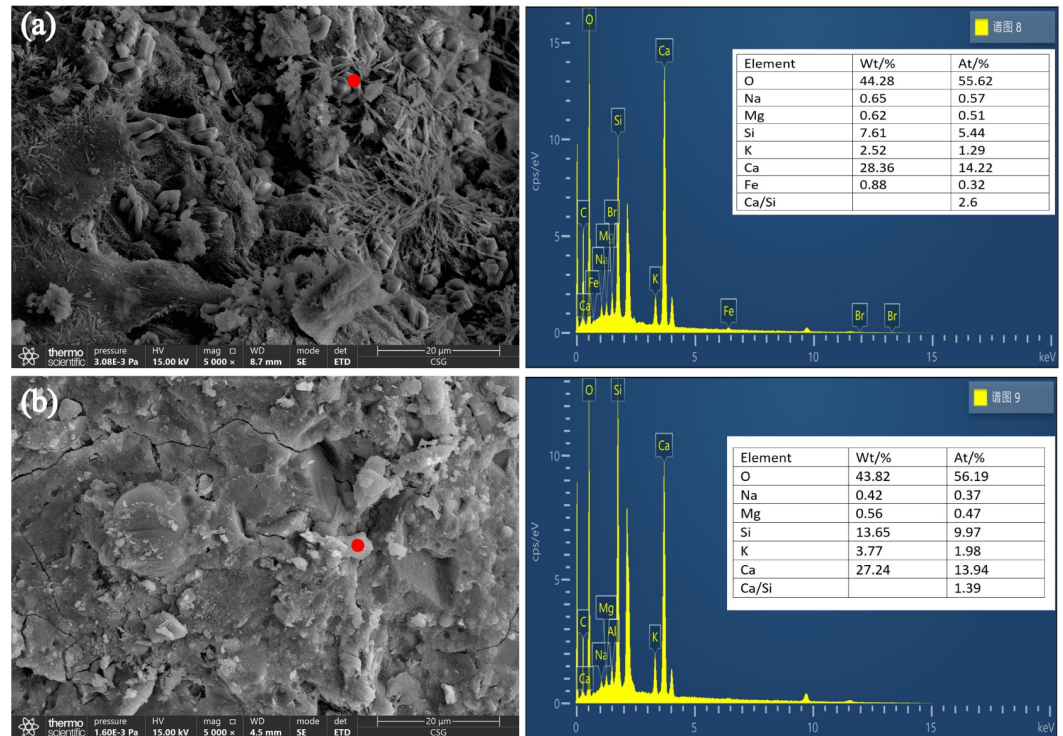 (a)
thermo scientific
pressure HV mag □ WD mode det
3.08E-3 Pa 15.00 kV 5 000 × 8.7 mm SE ETD
20 μm
CSG
谱图 8
cps/eV
15
10
5
0
O
Ca
Si
C
Br
Mg
Na
Fe
Ca
K
Fe
Br
Br
0 5 10 15 keV
Element Wt/% At/%
O 44.28 55.62
Na 0.65 0.57
Mg 0.62 0.51
Si 7.61 5.44
K 2.52 1.29
Ca 28.36 14.22
Fe 0.88 0.32
Ca/Si 2.6
(b)
thermo scientific
pressure HV mag □ WD mode det
1.60E-3 Pa 15.00 kV 5 000 × 4.5 mm SE ETD
20 μm
CSG
谱图 9
cps/eV
10
5
0
O
Si
Ca
C
Mg
Al
Na
Ca
K
0 5 10 15 keV
Element Wt/% At/%
O 43.82 56.19
Na 0.42 0.37
Mg 0.56 0.47
Si 13.65 9.97
K 3.77 1.98
Ca 27.24 13.94
Ca/Si 1.39